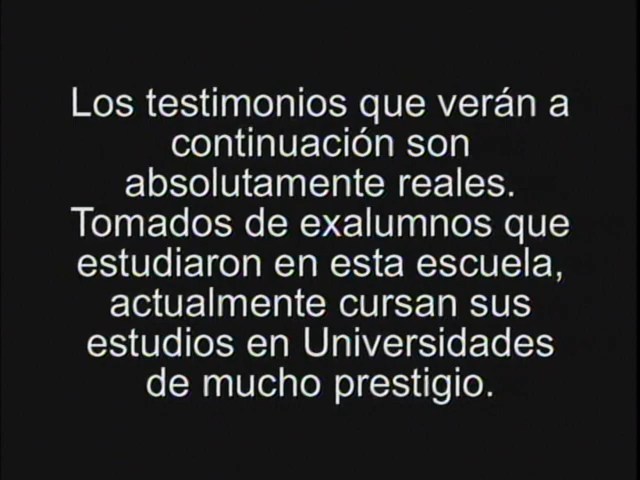 Los testimonios que verán a
continuación son
absolutamente reales.
Tomados de exalumnos que
estudiaron en esta escuela,
actualmente cursan sus
estudios en Universidades
de mucho prestigio.